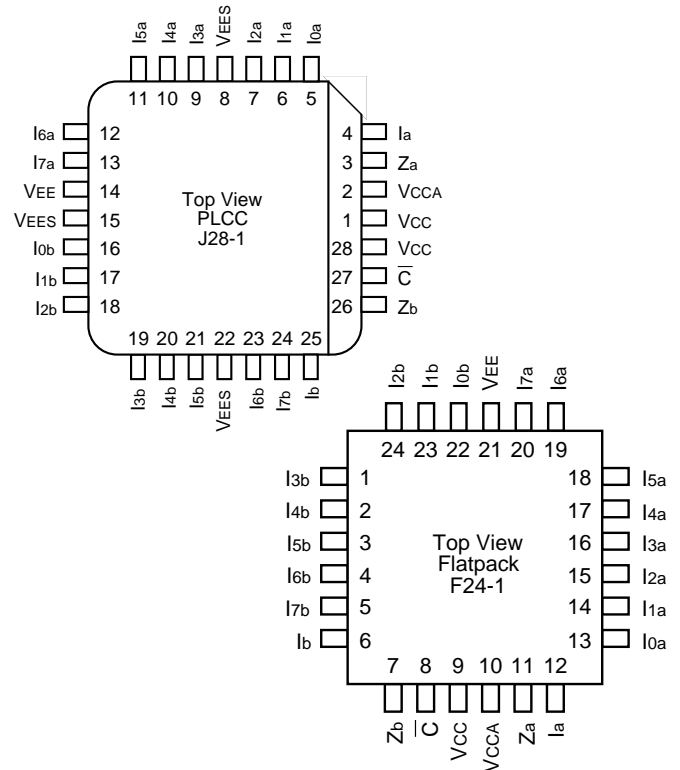 I5a I4a I3a VEES I2a I1a I0a
11 10 9 8 7 6 5
I6a 12 4 Ia
I7a 13 3 Za
VEE 14 2 VCCA
VEES 15 1 VCC
I0b 16 28 VCC
I1b 17 27 C̅
I2b 18 26 Zb
Top View
PLCC
J28-1
19 20 21 22 23 24 25
I3b I4b I5b VEES I6b I7b Ib
I2b I1b I0b VEE I7a I6a
24 23 22 21 20 19
I3b 1 18 I5a
I4b 2 17 I4a
I5b 3 16 I3a
I6b 4 15 I2a
I7b 5 14 I1a
Ib 6 13 I0a
Top View
Flatpack
F24-1
7 8 9 10 11 12
Zb C̅ VCC VCCA Za Ia